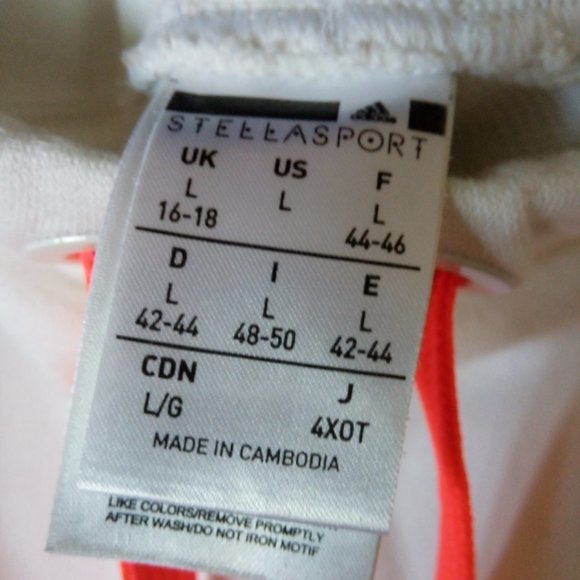 STELLASPORT
UK US F
L L L
16-18 44-46
D I E
L L L
42-44 48-50 42-44
CDN J
L/G 4XOT
MADE IN CAMBODIA
LIKE COLORS/REMOVE PROMPTLY
AFTER WASH/DO NOT IRON MOTIF